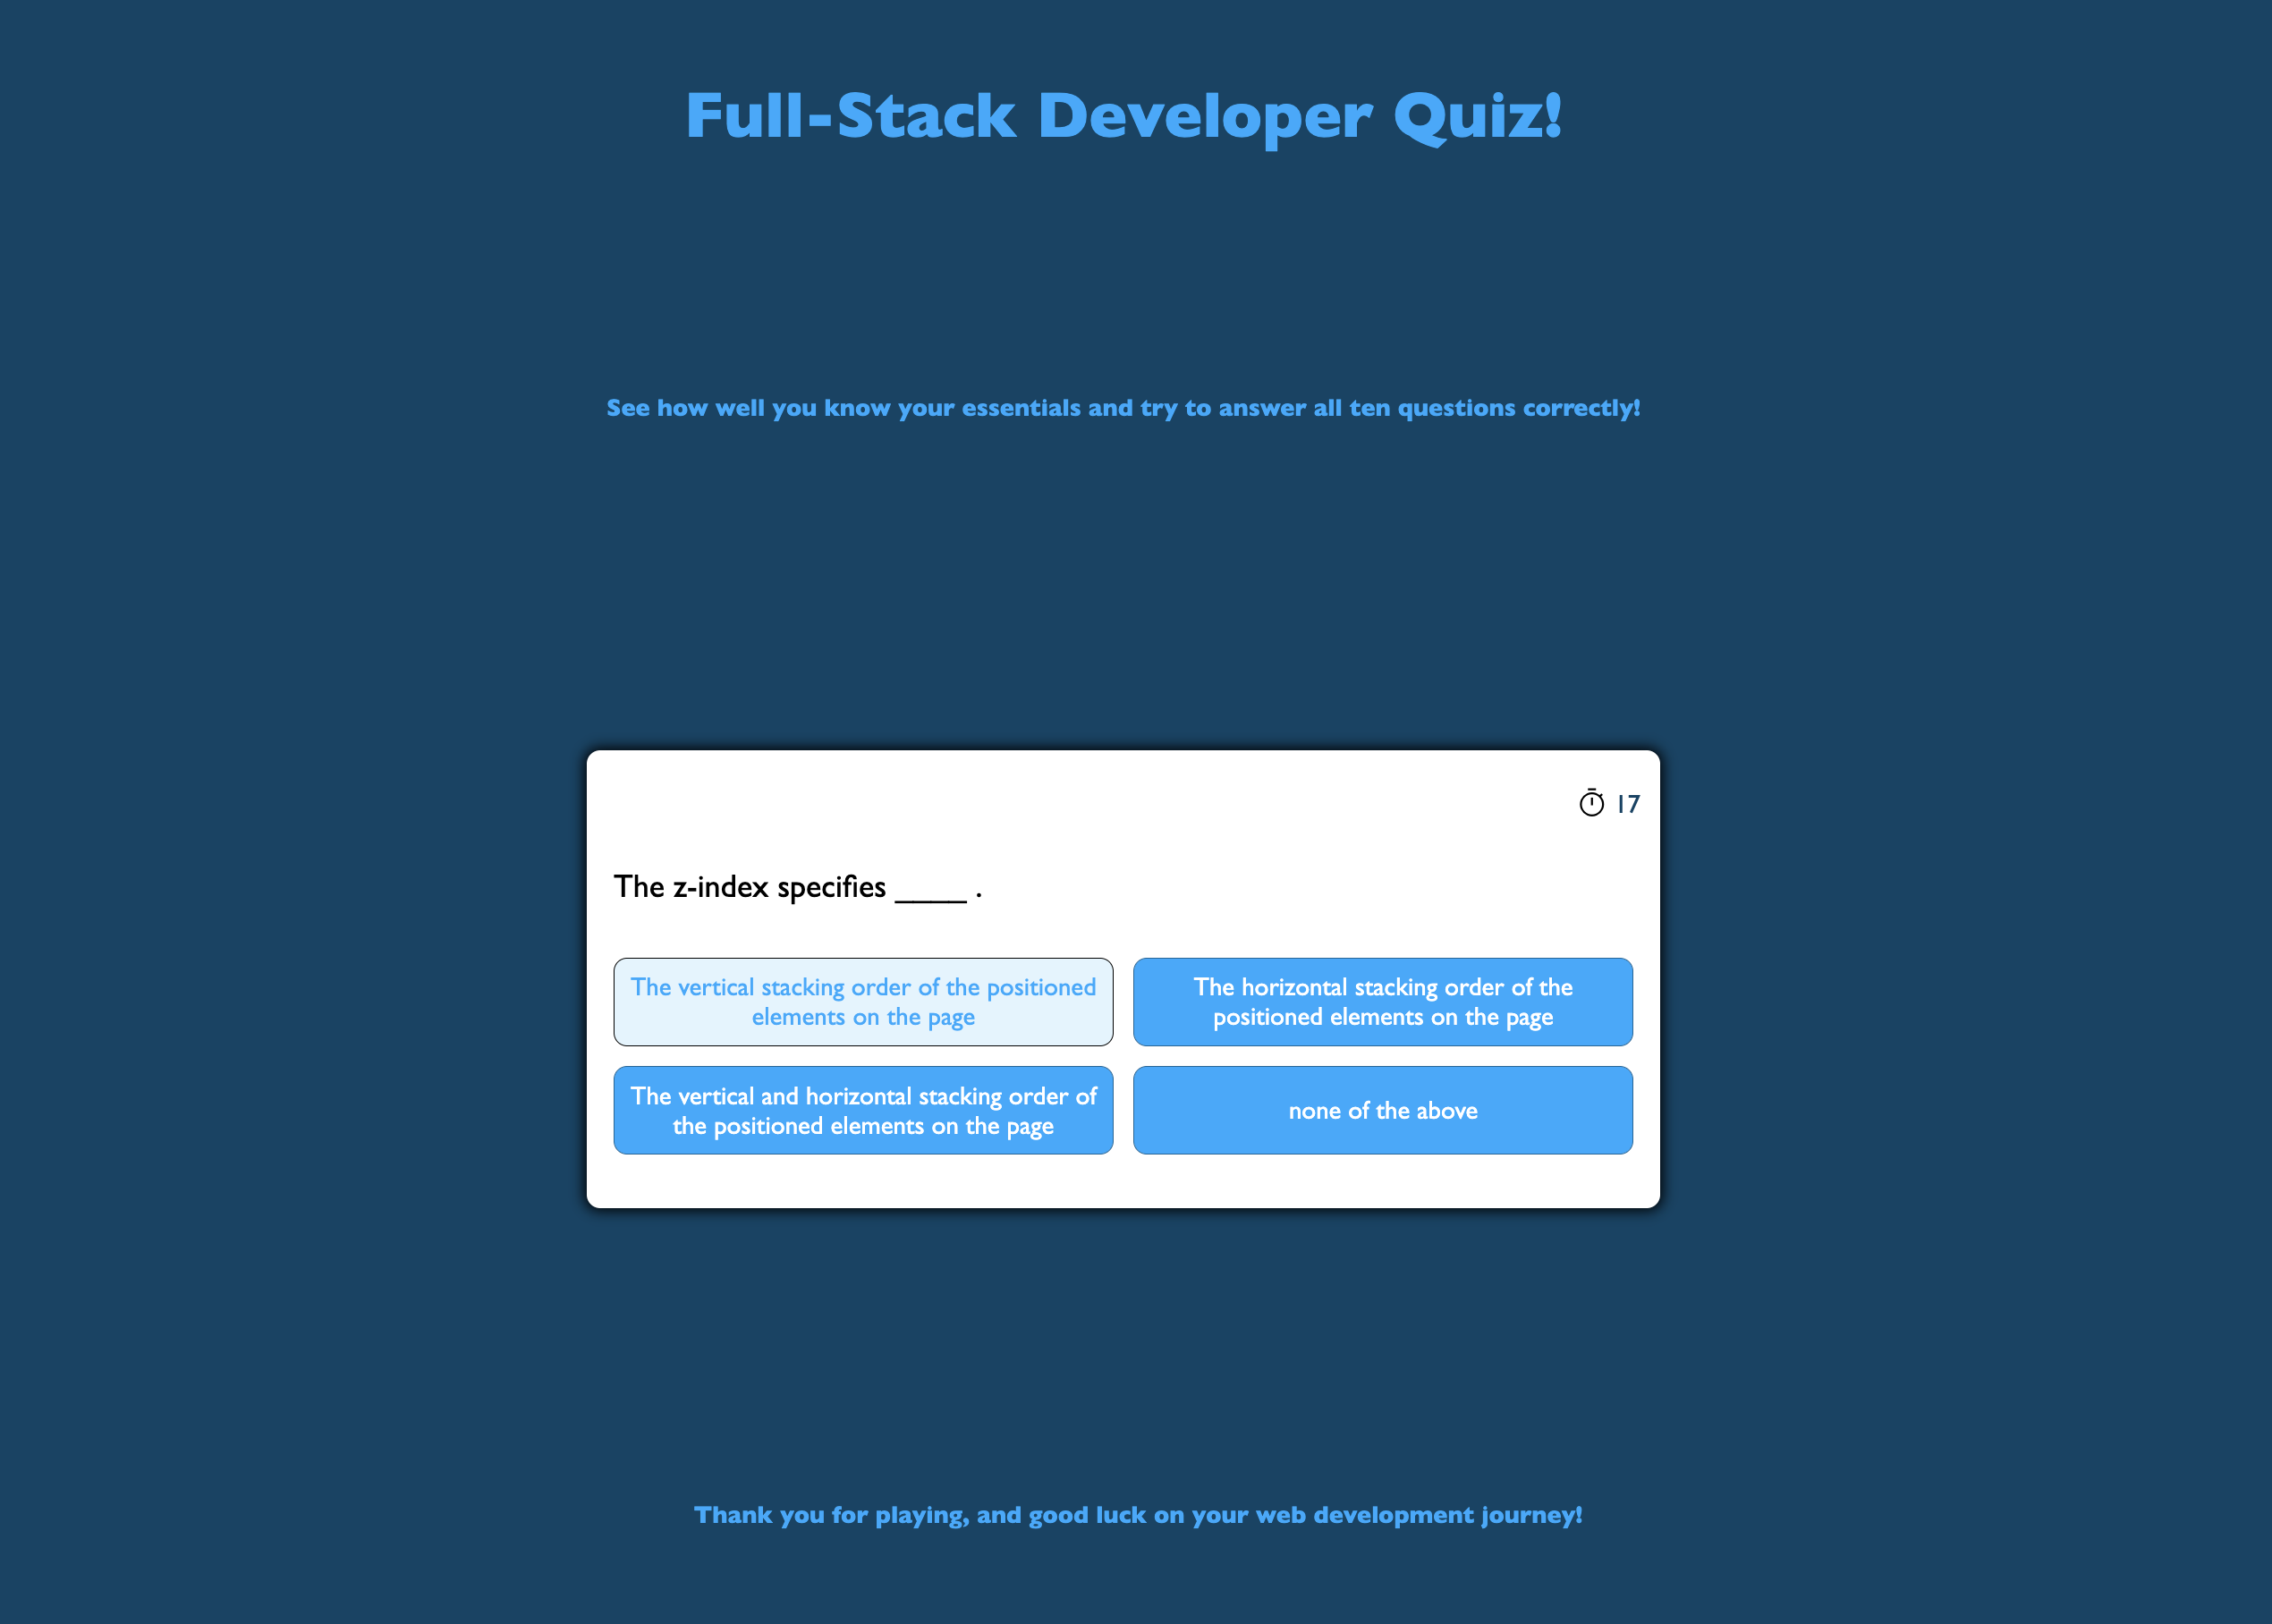 Full-Stack Developer Quiz!
See how well you know your essentials and try to answer all ten questions correctly!
17
The z-index specifies ____ .
The vertical stacking order of the positioned
elements on the page
The horizontal stacking order of the
positioned elements on the page
The vertical and horizontal stacking order of
the positioned elements on the page
none of the above
Thank you for playing, and good luck on your web development journey!